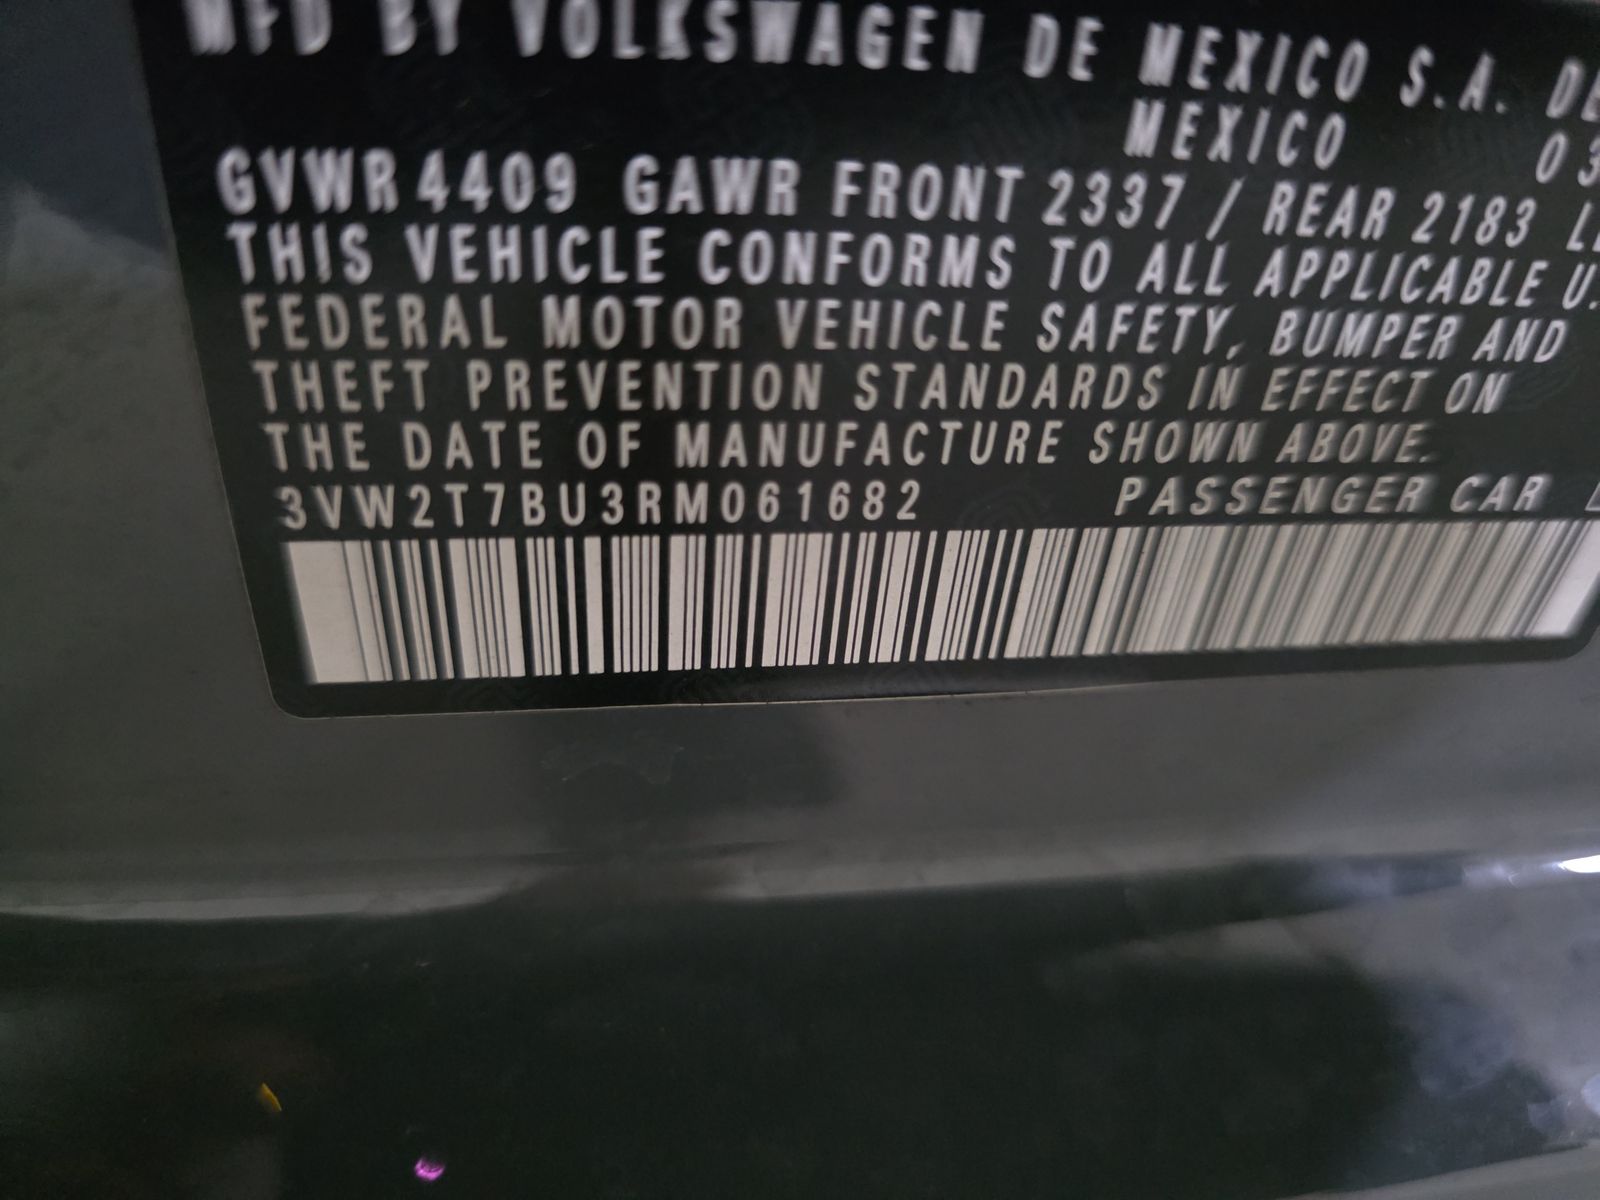 MFD BY VOLKSWAGEN DE MEXICO S.A. DE
MEXICO 03
GVWR 4409 GAWR FRONT 2337 / REAR 2183 L
THIS VEHICLE CONFORMS TO ALL APPLICABLE U.
FEDERAL MOTOR VEHICLE SAFETY, BUMPER AND
THEFT PREVENTION STANDARDS IN EFFECT ON
THE DATE OF MANUFACTURE SHOWN ABOVE.
3VW2T7BU3RM061682 PASSENGER CAR